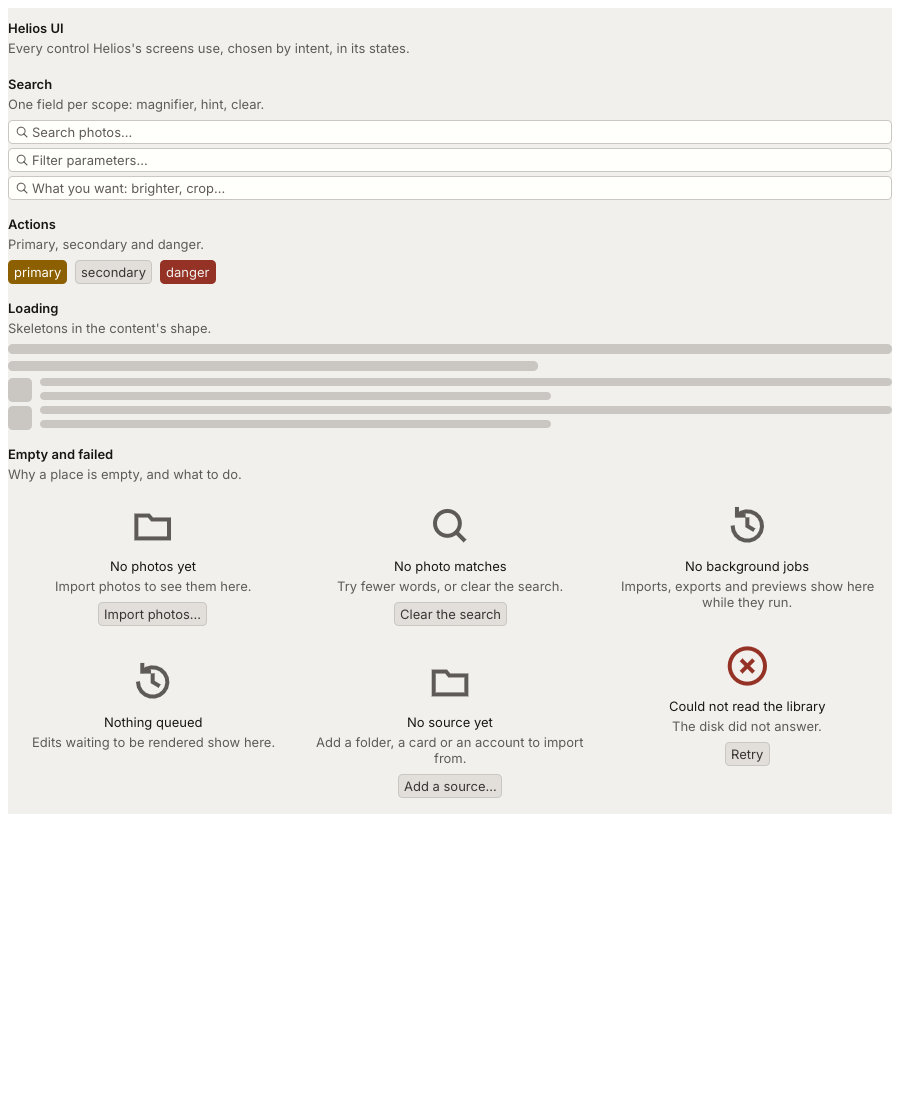 Helios UI
Every control Helios's screens use, chosen by intent, in its states.
Search
One field per scope: magnifier, hint, clear.
Search photos…
Filter parameters…
What you want: brighter, crop…
Actions
Primary, secondary and danger.
primary secondary danger
Loading
Skeletons in the content's shape.
Empty and failed
Why a place is empty, and what to do.
No photos yet
Import photos to see them here.
Import photos…
No photo matches
Try fewer words, or clear the search.
Clear the search
No background jobs
Imports, exports and previews show here
while they run.
Nothing queued
Edits waiting to be rendered show here.
No source yet
Add a folder, a card or an account to import
from.
Add a source…
Could not read the library
The disk did not answer.
Retry